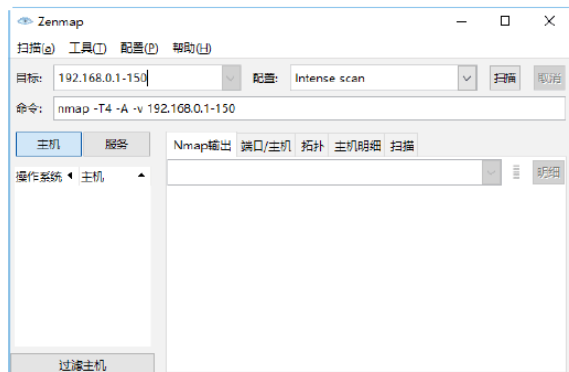 Zenmap
扫描(a) 工具(T) 配置(P) 帮助(H)
目标: 192.168.0.1-150 配置: Intense scan 扫描 取消
命令: nmap -T4 -A -v 192.168.0.1-150
主机 服务 Nmap输出 端口/主机 拓扑 主机明细 扫描
操作系统 主机 明细
过滤主机